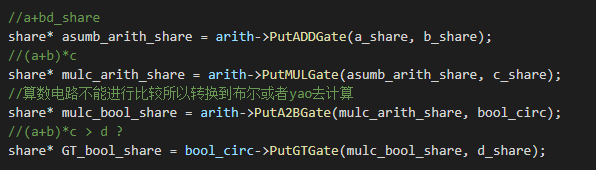 //a+bd_share
share* asumb_arith_share = arith->PutADDGate(a_share, b_share);
//(a+b)*c
share* mulc_arith_share = arith->PutMULGate(asumb_arith_share, c_share);
//算数电路不能进行比较所以转换到布尔或者yao去计算
share* mulc_bool_share = arith->PutA2BGate(mulc_arith_share, bool_circ);
//(a+b)*c > d ?
share* GT_bool_share = bool_circ->PutGTGate(mulc_bool_share, d_share);